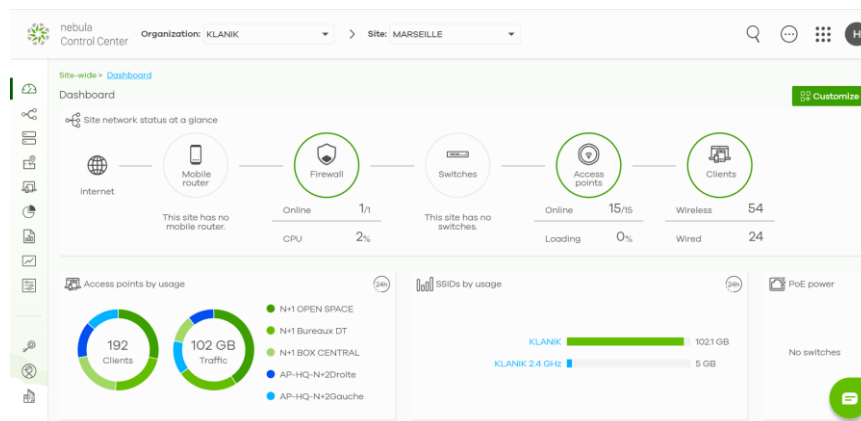 nebula
Control Center
Organization: KLANIK
Site: MARSEILLE
H
Site-wide > Dashboard
Dashboard
Customize
Site network status at a glance
Internet
Mobile
router
This site has no
mobile router.
Firewall
Online 1/1
CPU 2%
Switches
This site has no
switches.
Access
points
Online 15/15
Loading 0%
Clients
Wireless 54
Wired 24
Access points by usage
24h
192
Clients
102 GB
Traffic
N+1 OPEN SPACE
N+1 Bureaux DT
N+1 BOX CENTRAL
AP-HQ-N+2Droite
AP-HQ-N+2Gauche
SSIDs by usage
24h
KLANIK 102.1 GB
KLANIK 2.4 GHz 5 GB
PoE power
No switches